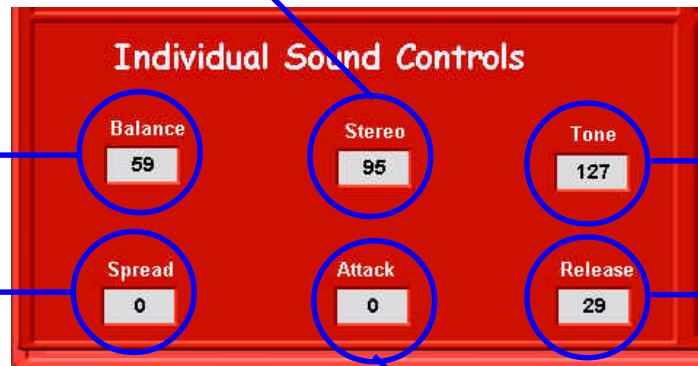 Individual Sound Controls
Balance Stereo Tone
59 95 127
Spread Attack Release
0 0 29